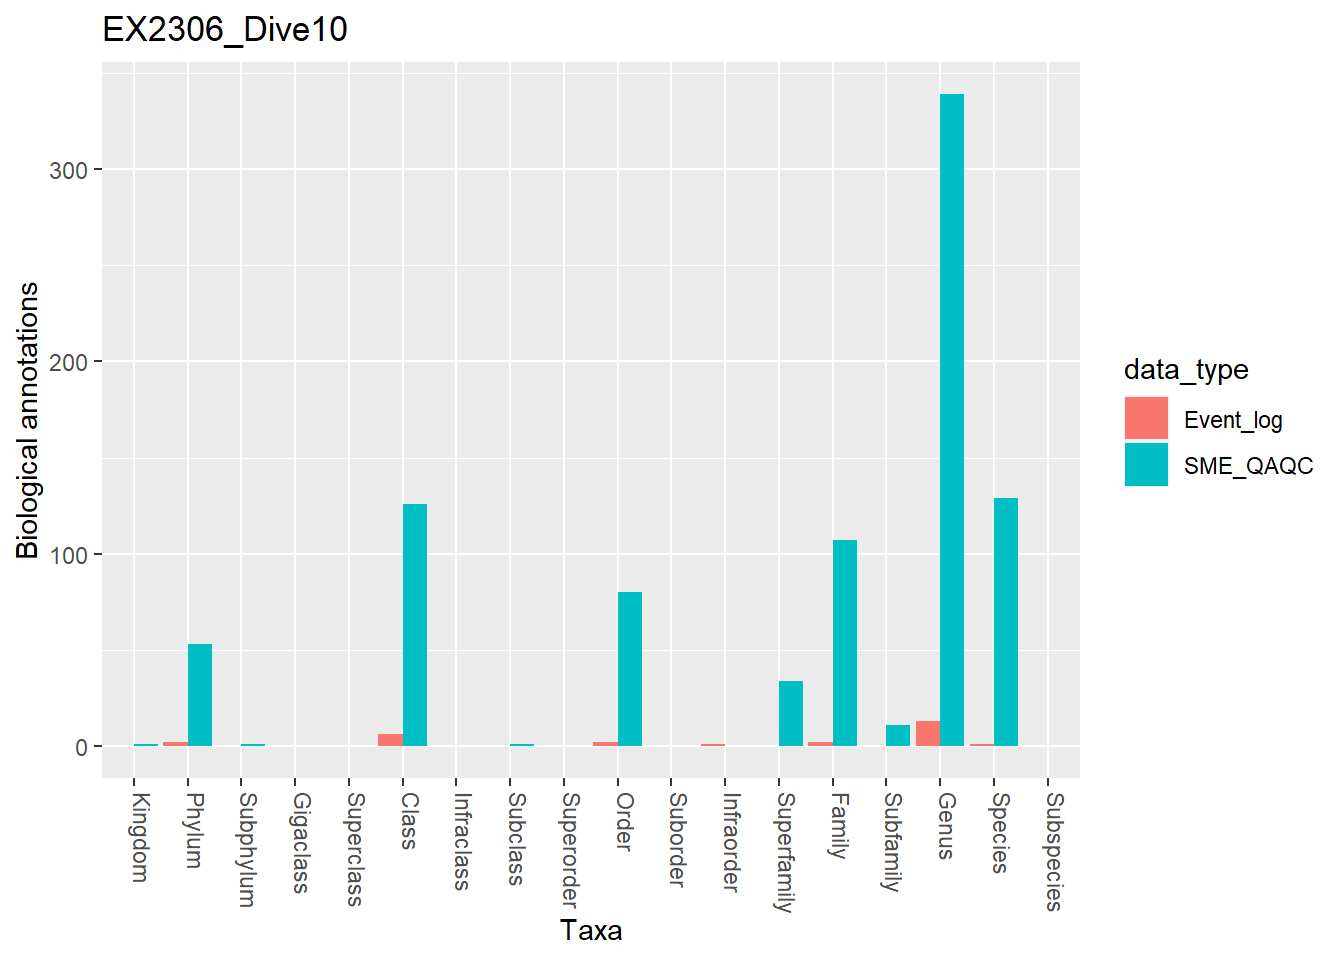 EX2306_Dive10
Biological annotations
300
200
100
0
Kingdom
Phylum
Subphylum
Gigaclass
Superclass
Class
Infraclass
Subclass
Superorder
Order
Suborder
Infraorder
Superfamily
Family
Subfamily
Genus
Species
Subspecies
Taxa
data_type
Event_log
SME_QAQC